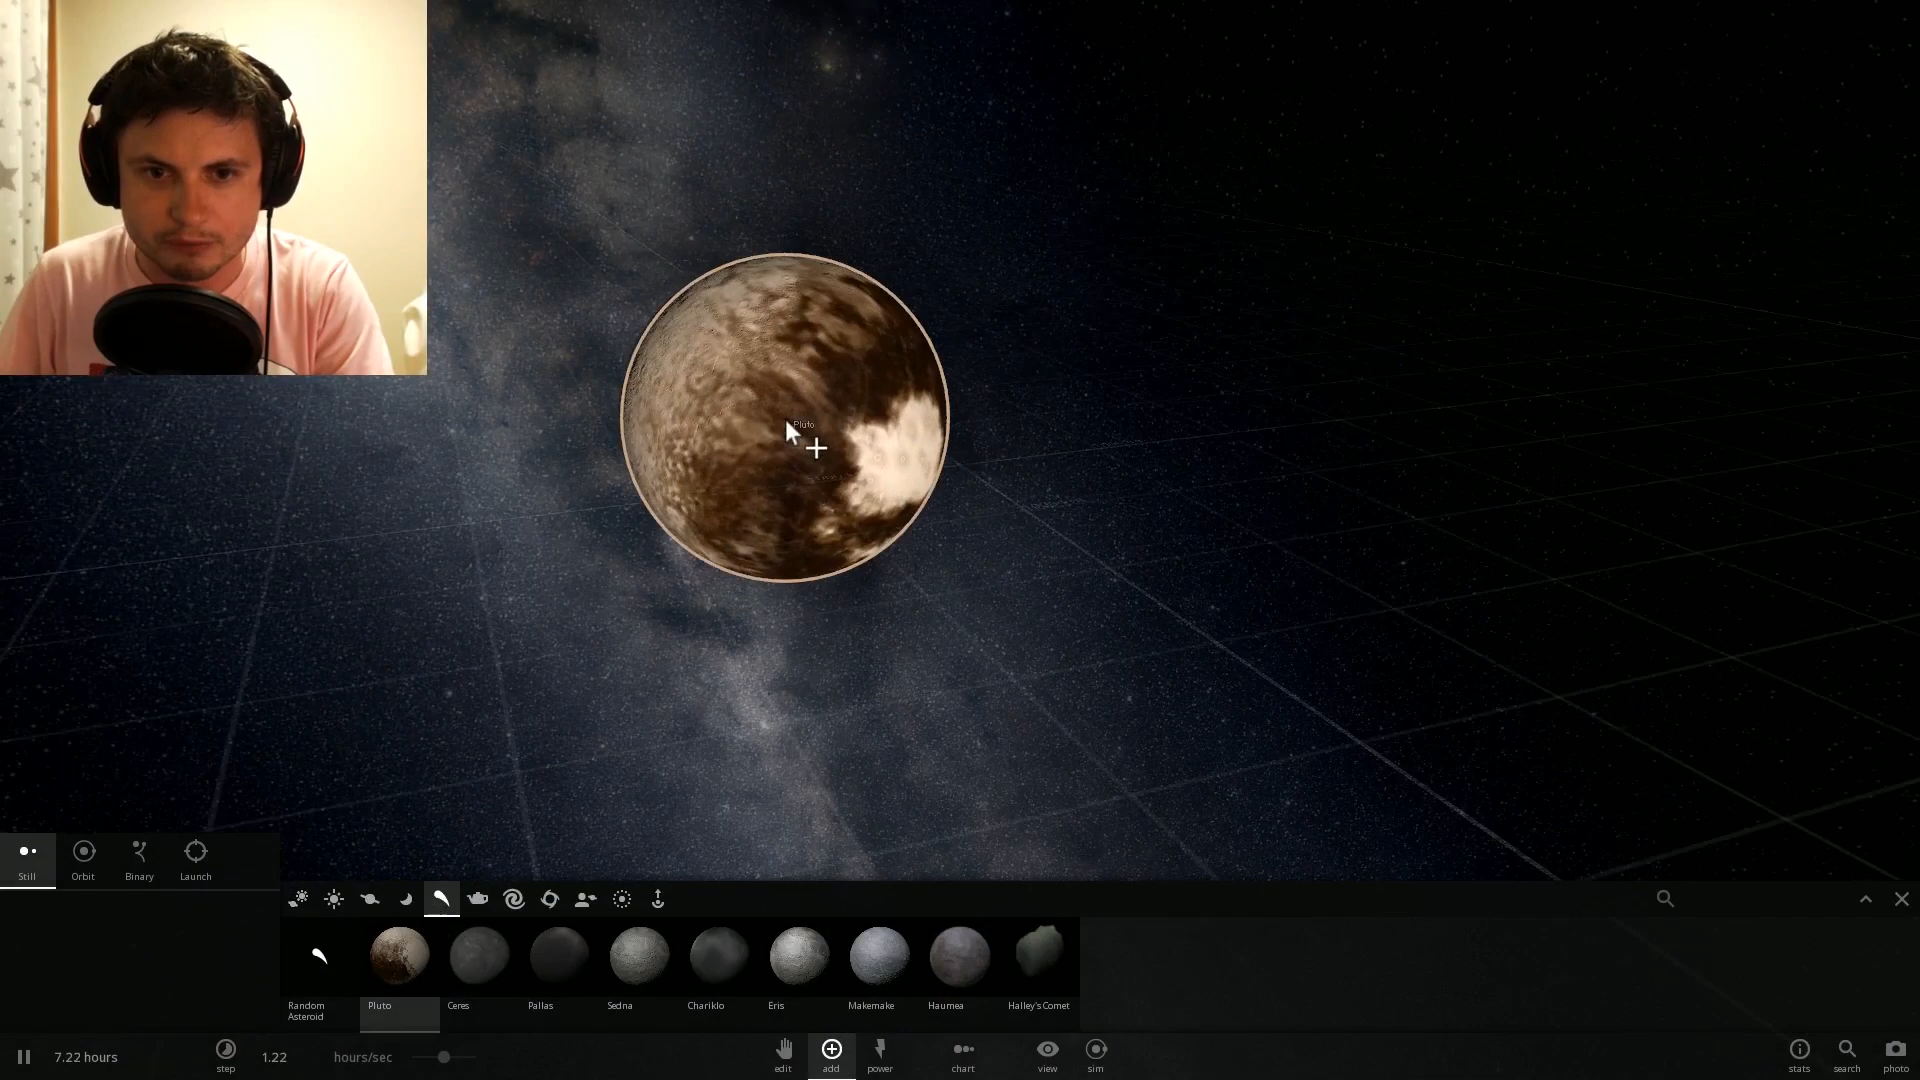 Pluto
Still
Orbit
Binary
Launch
Random
Asteroid
Pluto
Ceres
Pallas
Sedna
Chariklo
Eris
Makemake
Haumea
Halley's Comet
7.22 hours
step
1.22
hours/sec
edit
add
power
chart
view
sim
stats
search
photo